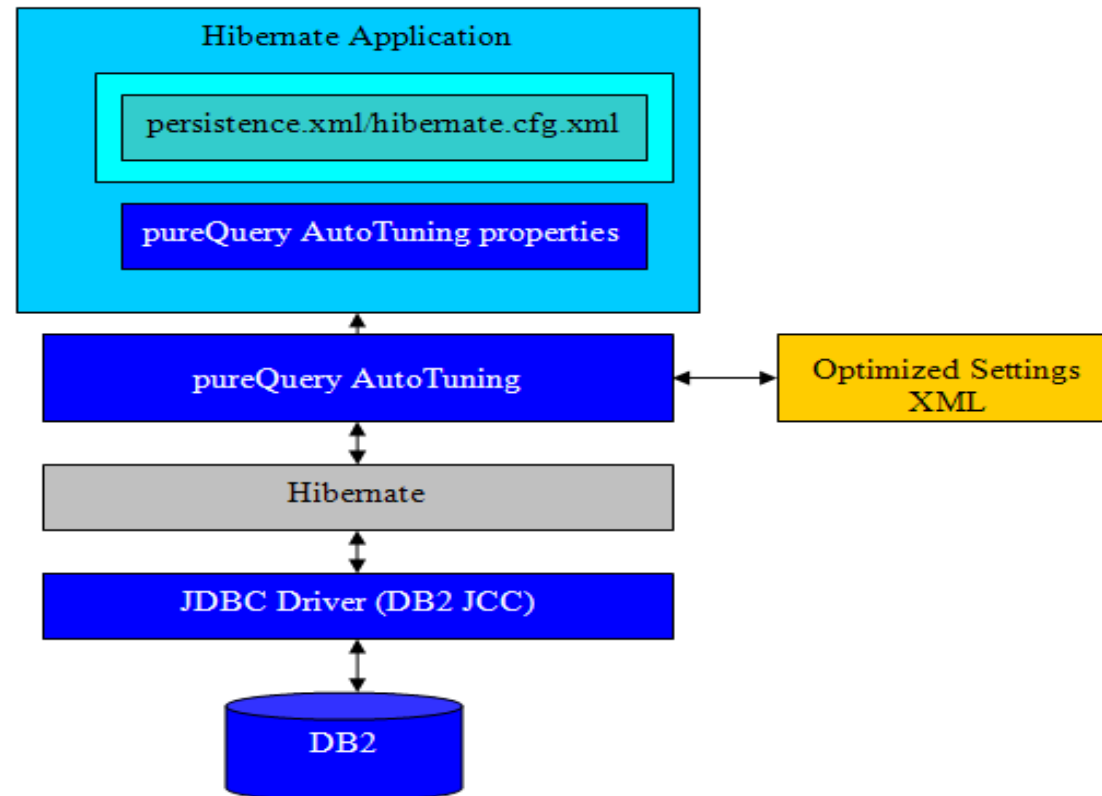 Hibernate Application
persistence.xml/hibernate.cfg.xml
pureQuery AutoTuning properties
pureQuery AutoTuning
Optimized Settings
XML
Hibernate
JDBC Driver (DB2 JCC)
DB2